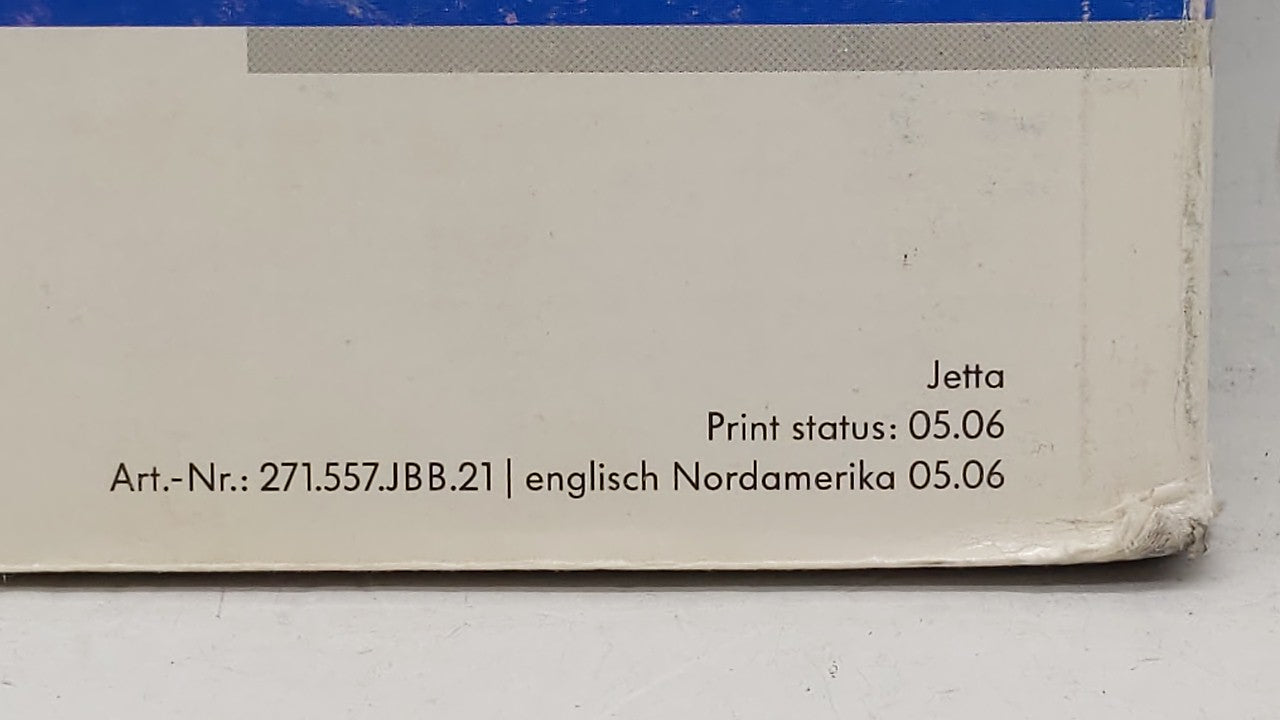 Jetta
Print status: 05.06
Art.-Nr.: 271.557.JBB.21 | englisch Nordamerika 05.06